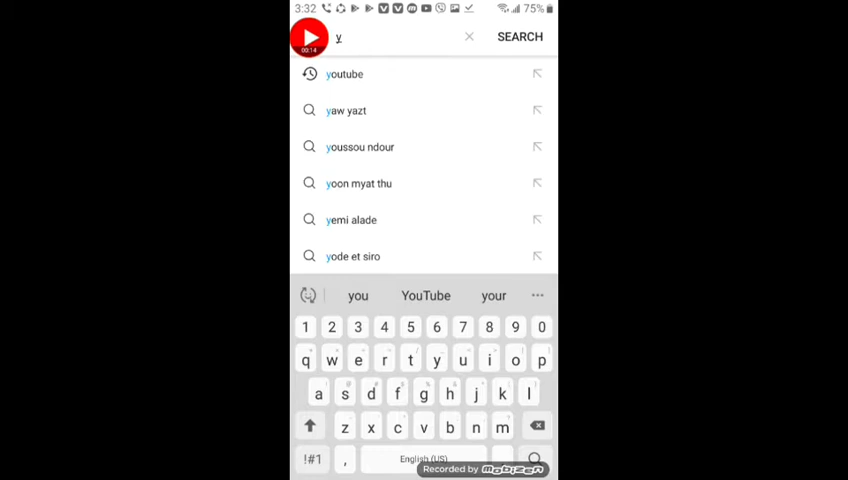 3:32 75%
00:14
y SEARCH
youtube
yaw yazt
youssou ndour
yoon myat thu
yemi alade
yode et siro
you YouTube your
1 2 3 4 5 6 7 8 9 0
q w e r t y u i o p
a s d f g h j k l
z x c v b n m
!#1 , English (US)
Recorded by mobizen